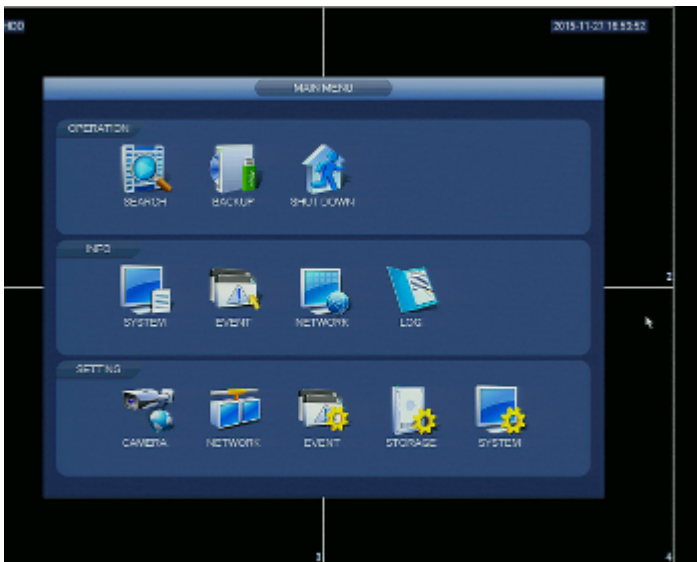 HDD
2015-11-27 16:53:52
MAIN MENU
OPERATION
SEARCH BACKUP SHUTDOWN
INFO
2
SYSTEM EVENT NETWORK LOG
SETTING
CAMERA NETWORK EVENT STORAGE SYSTEM
3 4